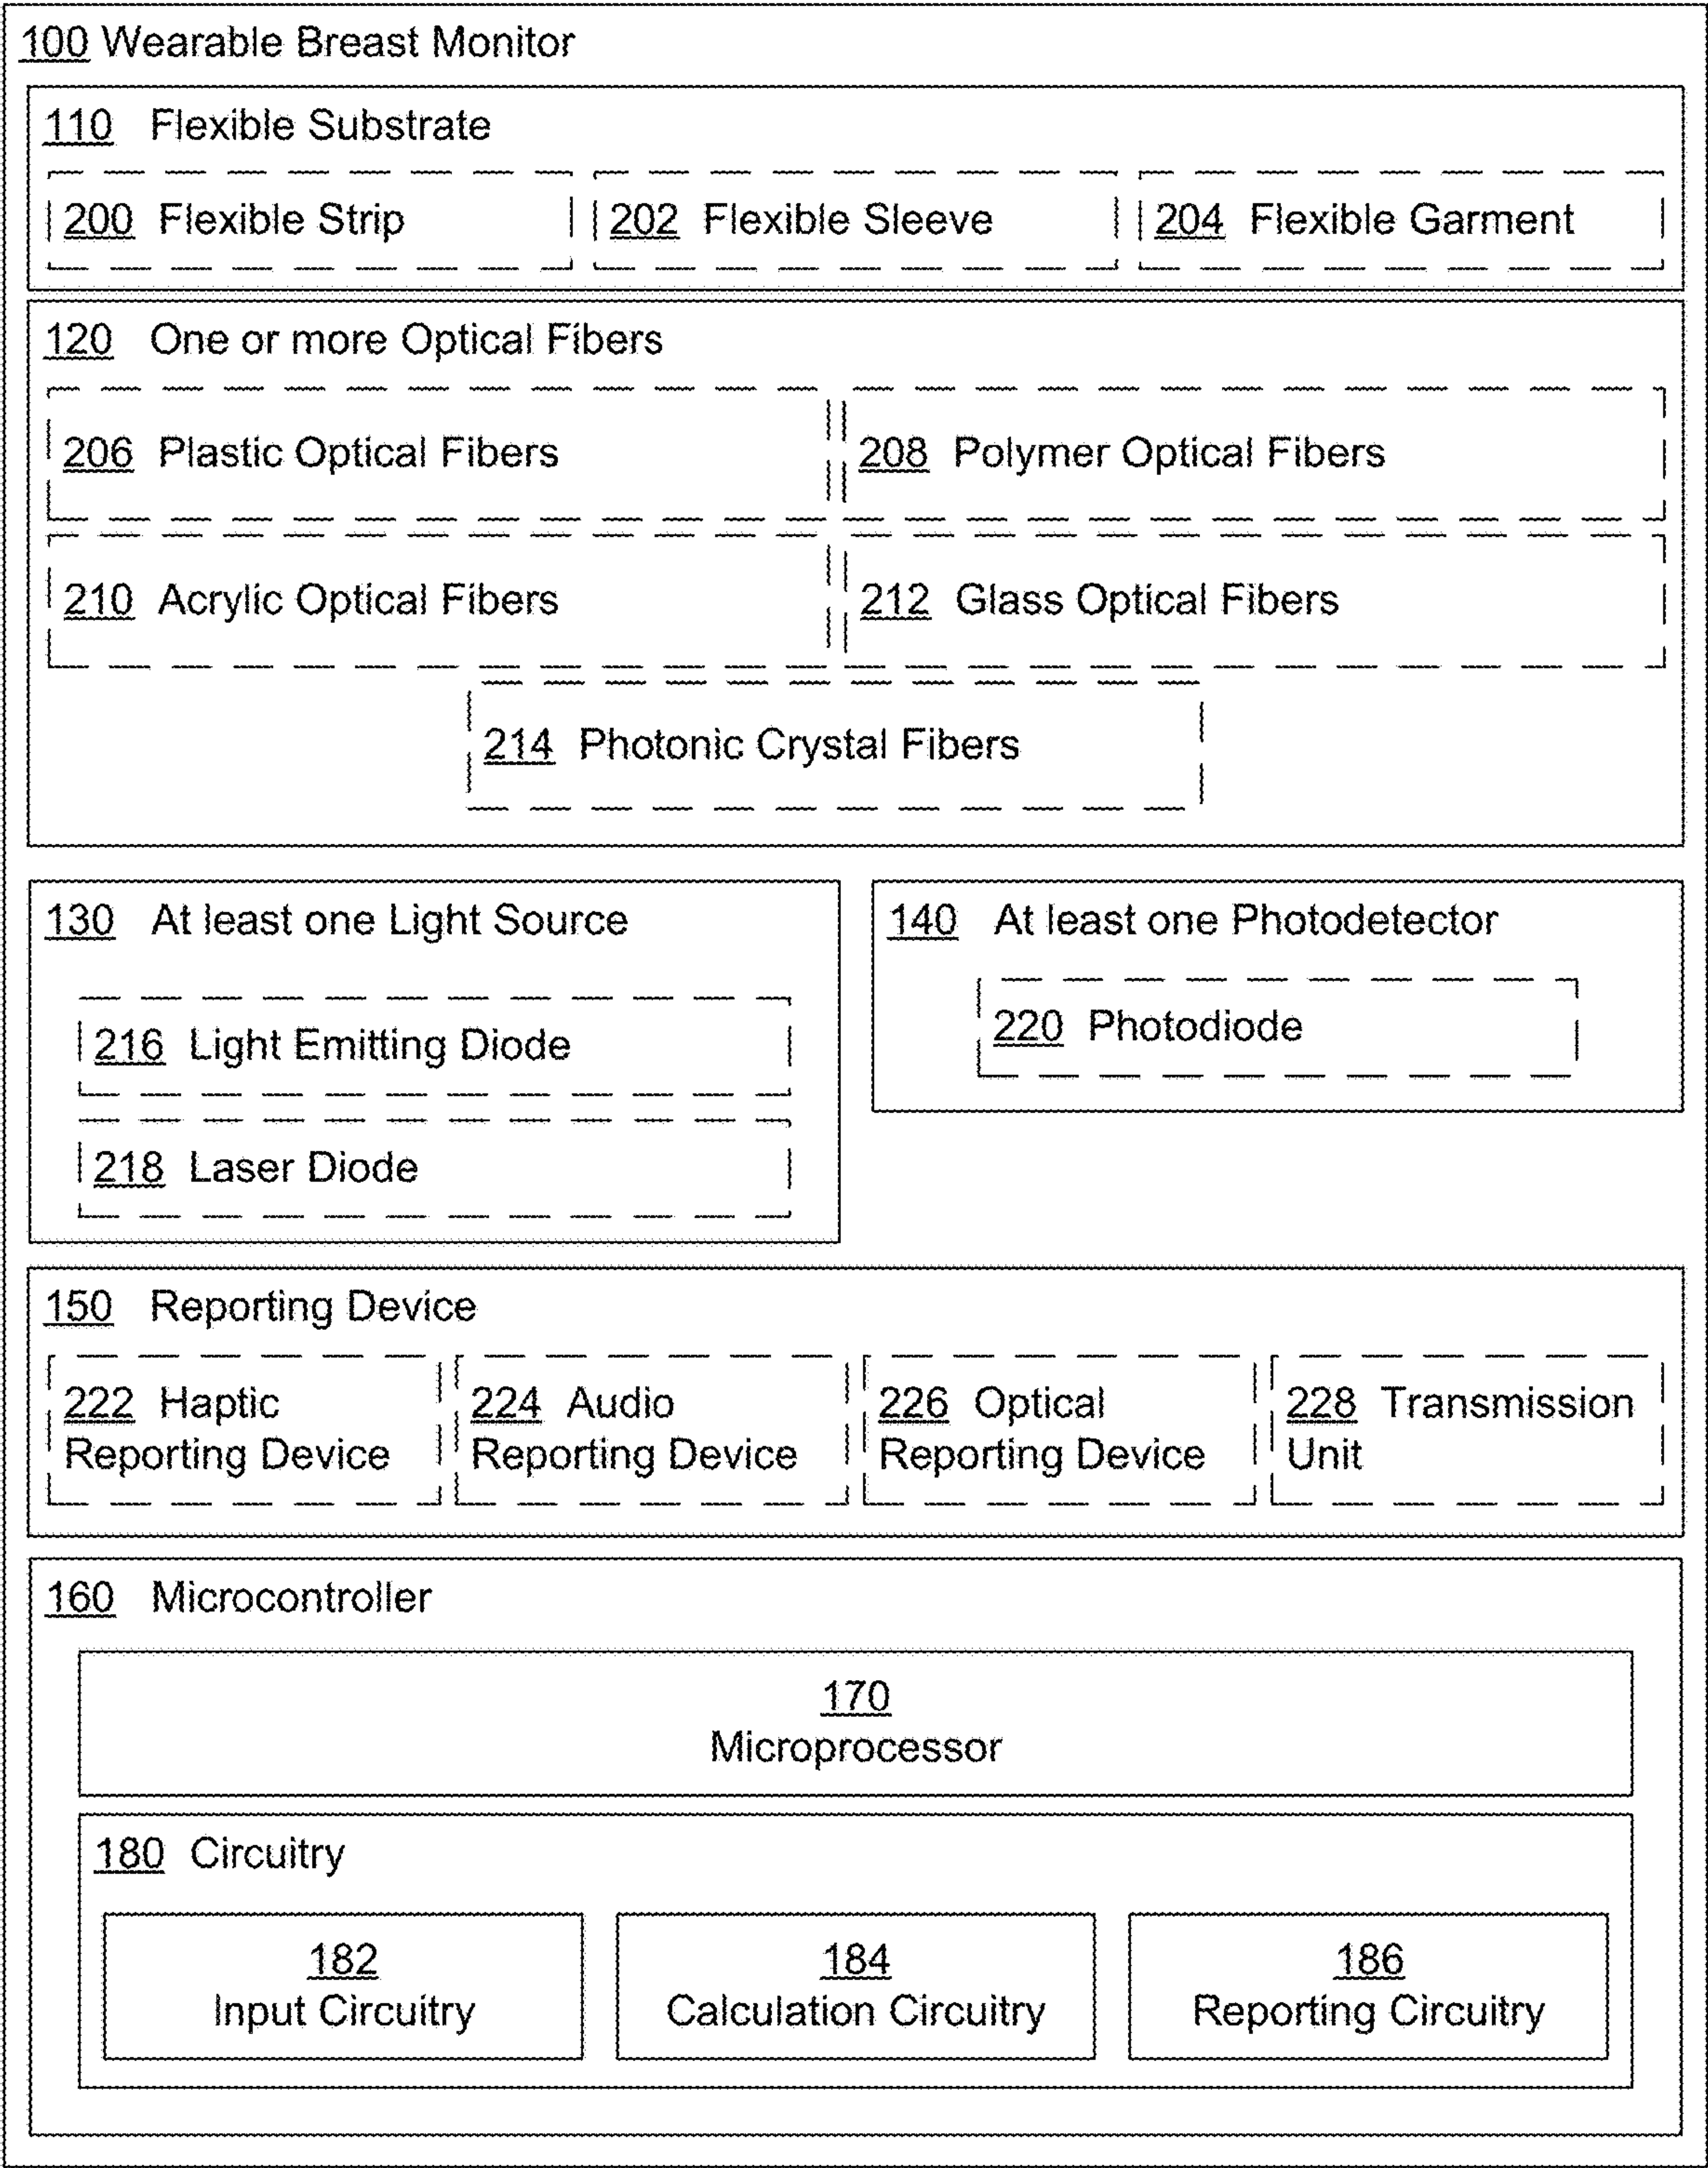 100 Wearable Breast Monitor
110 Flexible Substrate
200 Flexible Strip
202 Flexible Sleeve
204 Flexible Garment
120 One or more Optical Fibers
206 Plastic Optical Fibers
208 Polymer Optical Fibers
210 Acrylic Optical Fibers
212 Glass Optical Fibers
214 Photonic Crystal Fibers
130 At least one Light Source
216 Light Emitting Diode
218 Laser Diode
140 At least one Photodetector
220 Photodiode
150 Reporting Device
222 Haptic
Reporting Device
224 Audio
Reporting Device
226 Optical
Reporting Device
228 Transmission
Unit
160 Microcontroller
170
Microprocessor
180 Circuitry
182
Input Circuitry
184
Calculation Circuitry
186
Reporting Circuitry